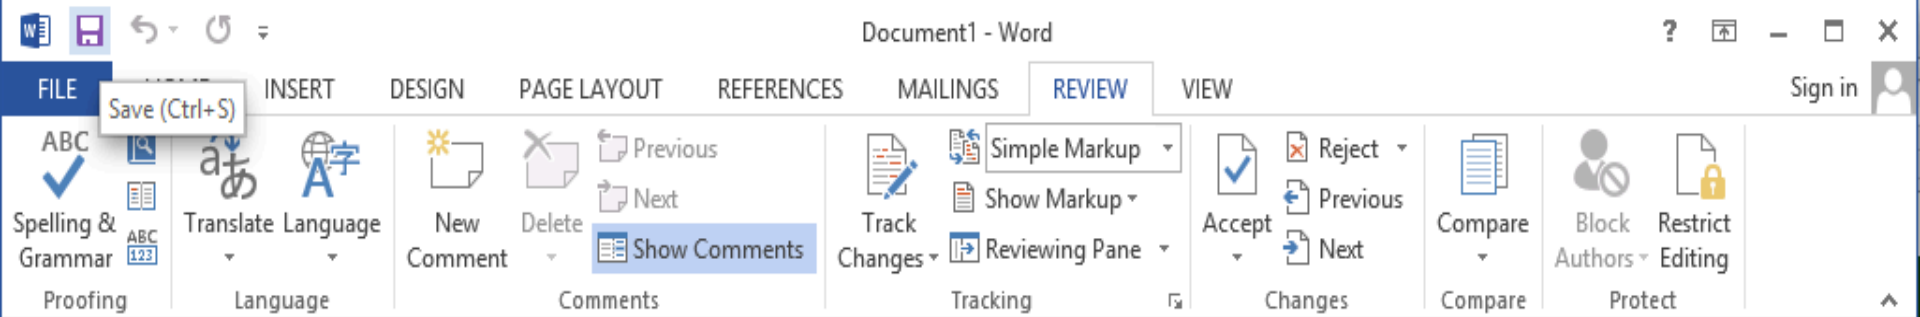 Document1 - Word
?
FILE
INSERT
DESIGN
PAGE LAYOUT
REFERENCES
MAILINGS
REVIEW
VIEW
Sign in
Save (Ctrl+S)
ABC
Spelling &
Grammar
ABC
123
Proofing
Translate
Language
Language
New
Comment
Delete
Previous
Next
Show Comments
Comments
Track
Changes
Simple Markup
Show Markup
Reviewing Pane
Tracking
Accept
Reject
Previous
Next
Changes
Compare
Compare
Block
Authors
Restrict
Editing
Protect